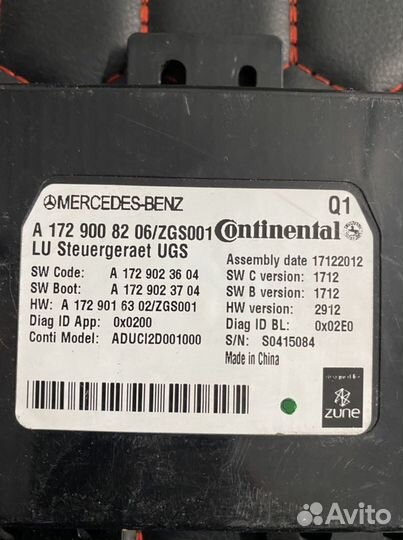 MERCEDES-BENZ
Q1
A 172 900 82 06/ZGS001 Continental
LU Steuergeraet UGS
Assembly date 17122012
SW Code: A 172 902 36 04
SW C version: 1712
SW Boot: A 172 902 37 04
SW B version: 1712
HW: A 172 901 63 02/ZGS001
HW version: 2912
Diag ID App: 0x0200
Diag ID BL: 0x02E0
Conti Model: ADUCI2D001000
S/N: S0415084
Made in China
zune
Avito